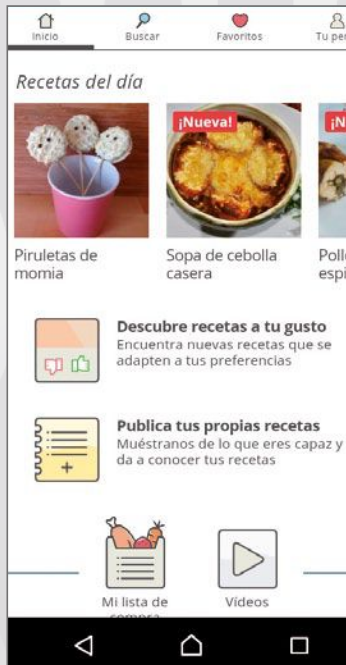 Inicio
Buscar
Favoritos
Recetas del día
¡Nueva!
Piruletas de
momia
Sopa de cebolla
casera
Descubre recetas a tu gusto
Encuentra nuevas recetas que se
adapten a tus preferencias
Publica tus propias recetas
Muéstranos de lo que eres capaz y
da a conocer tus recetas
Mi lista de
compra
Vídeos